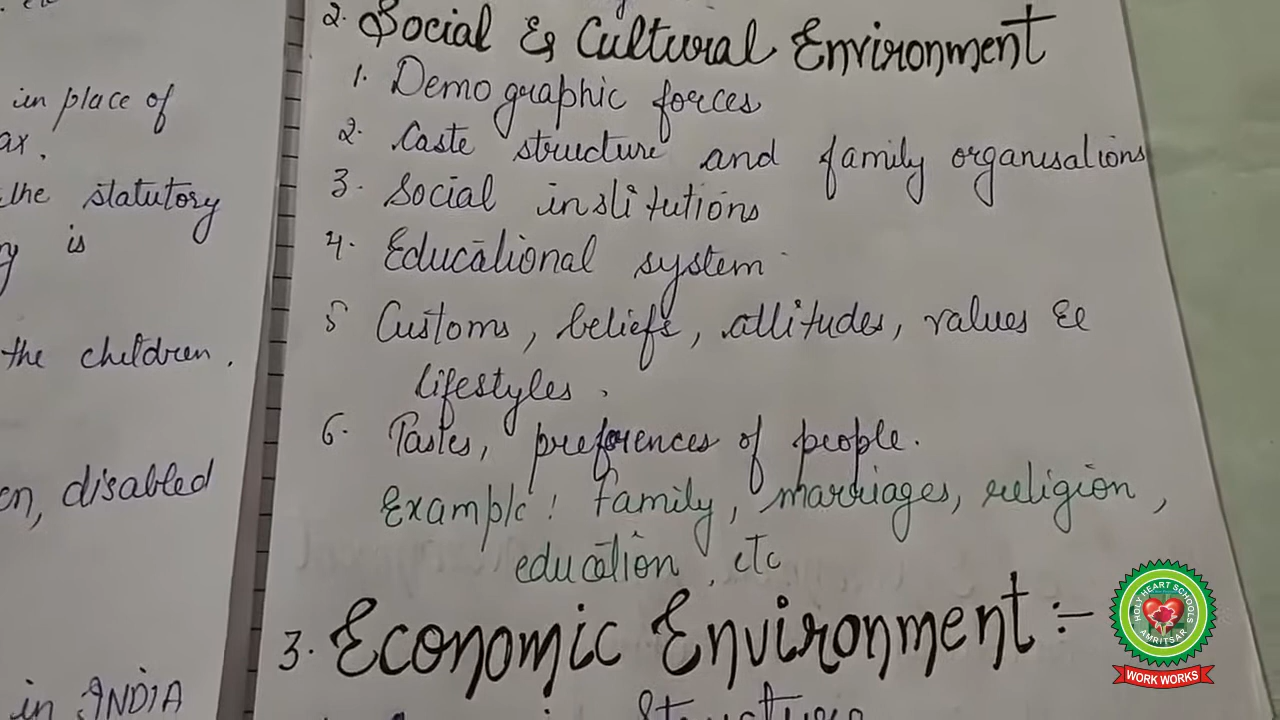 in place of
ax.
the statutory
is
the children.
en, disabled
in INDIA
2. Social & Cultural Environment
1. Demographic forces
2. Caste structure and family organisations
3. Social institutions
4. Educational system
5 Customs, beliefs, attitudes, values &
lifestyles.
6. Tastes, preferences of people.
Example: family, marriages, religion,
education, etc
3. Economic Environment :-
HOLY HEART SCHOOLS
AMRITSAR
WORK WORKS